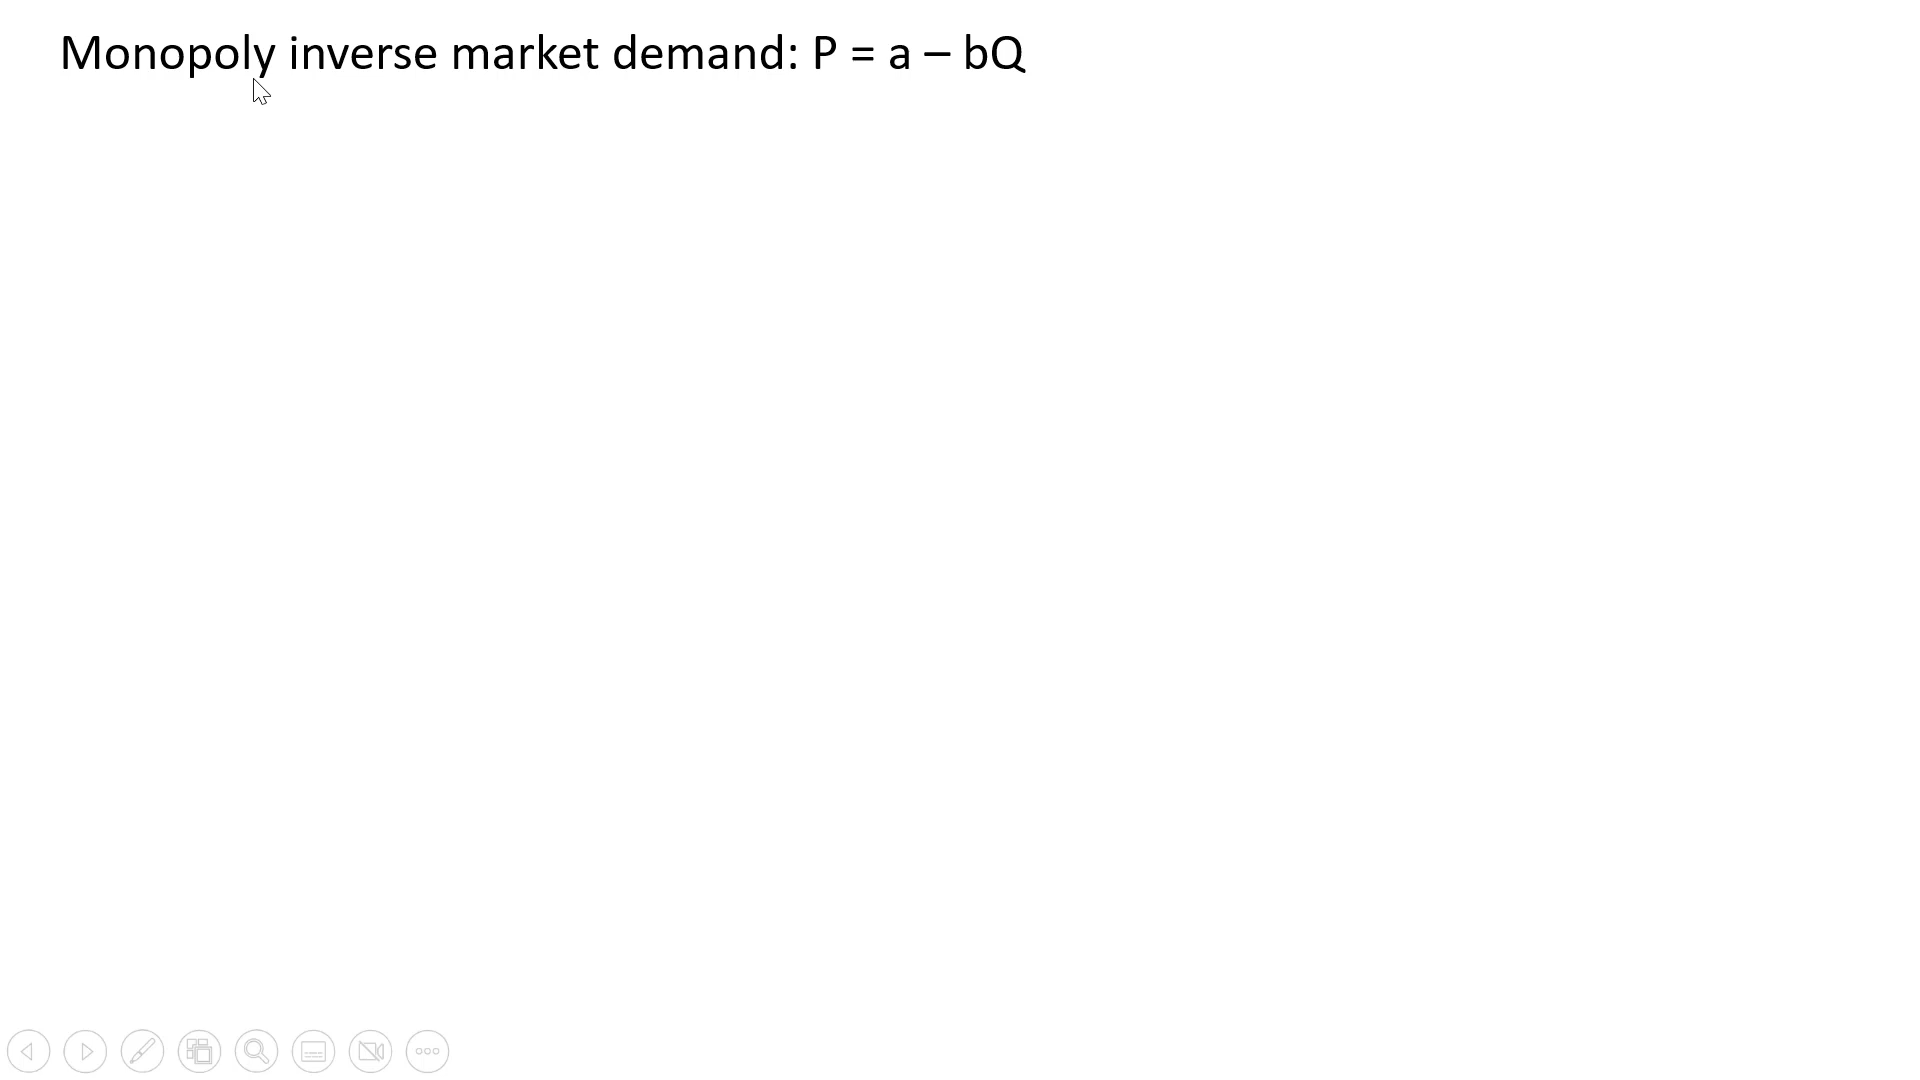 Monopoly inverse market demand: P = a – bQ